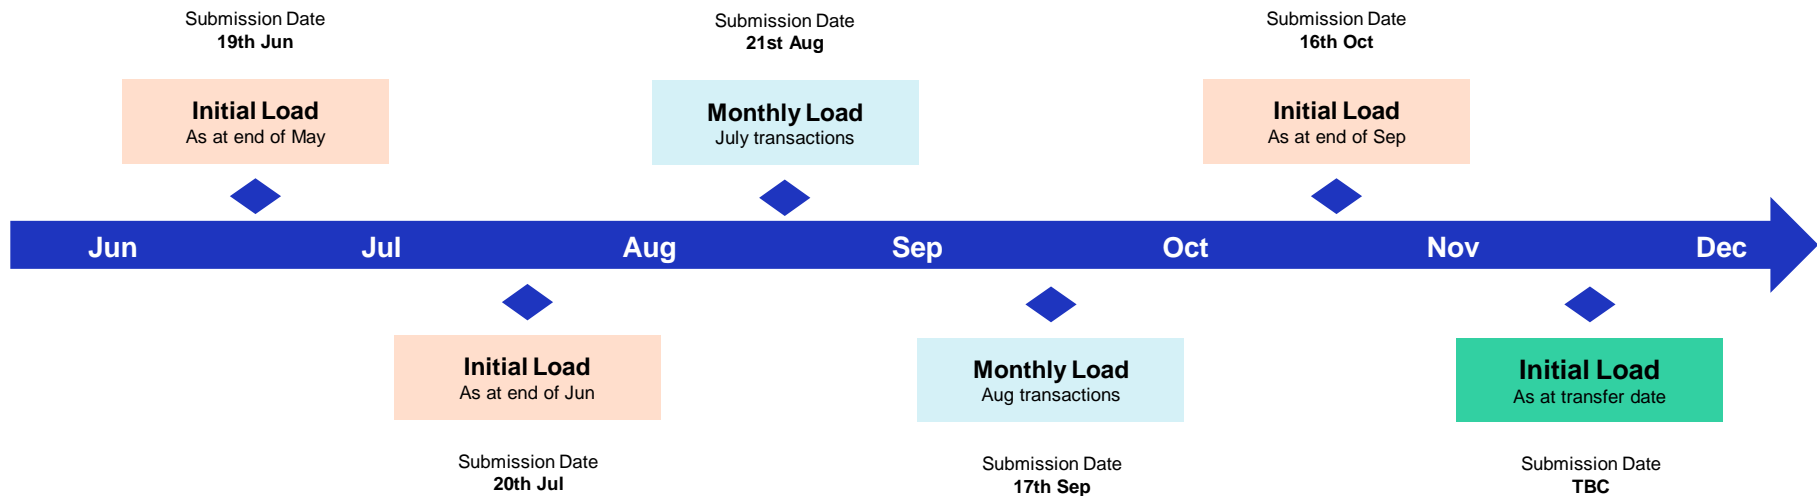 Submission Date
19th Jun
Submission Date
21st Aug
Submission Date
16th Oct
Initial Load
As at end of May
Monthly Load
July transactions
Initial Load
As at end of Sep
Jun
Jul
Aug
Sep
Oct
Nov
Dec
Initial Load
As at end of Jun
Monthly Load
Aug transactions
Initial Load
As at transfer date
Submission Date
20th Jul
Submission Date
17th Sep
Submission Date
TBC